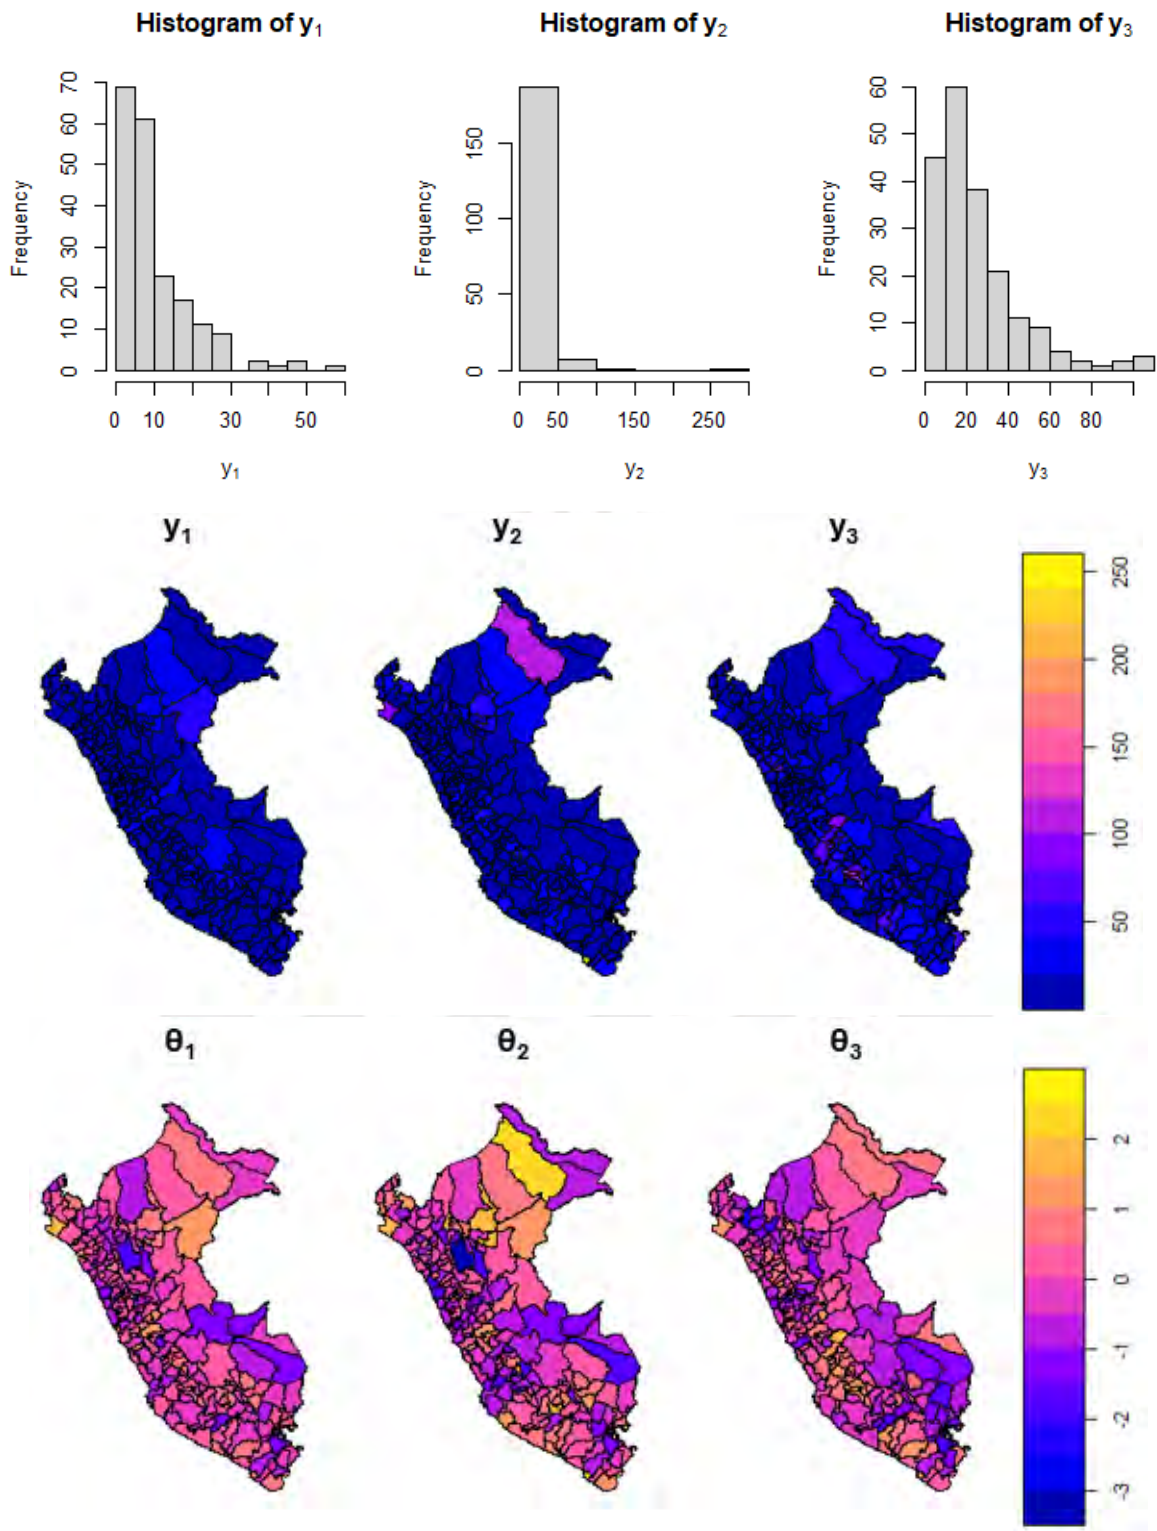 Histogram of y₁
Histogram of y₂
Histogram of y₃
Frequency
0 10 20 30 40 50 60 70
0 10 30 50
y₁
Frequency
0 50 100 150
0 50 150 250
y₂
Frequency
0 10 20 30 40 50 60
0 20 40 60 80
y₃
y₁
y₂
y₃
50 100 150 200 250
θ₁
θ₂
θ₃
-3 -2 -1 0 1 2